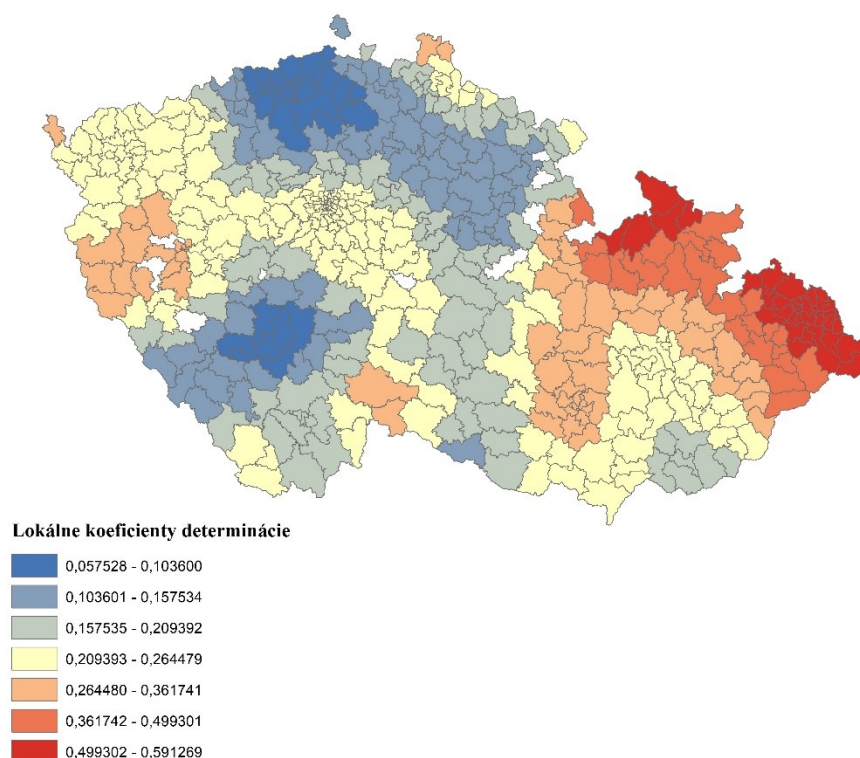 Lokálne koeficienty determinácie
0,057528 - 0,103600
0,103601 - 0,157534
0,157535 - 0,209392
0,209393 - 0,264479
0,264480 - 0,361741
0,361742 - 0,499301
0,499302 - 0,591269